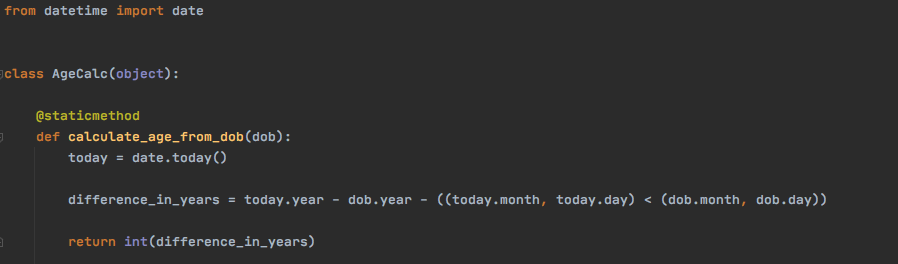 from datetime import date
class AgeCalc(object):
@staticmethod
def calculate_age_from_dob(dob):
today = date.today()
difference_in_years = today.year - dob.year - ((today.month, today.day) < (dob.month, dob.day))
return int(difference_in_years)